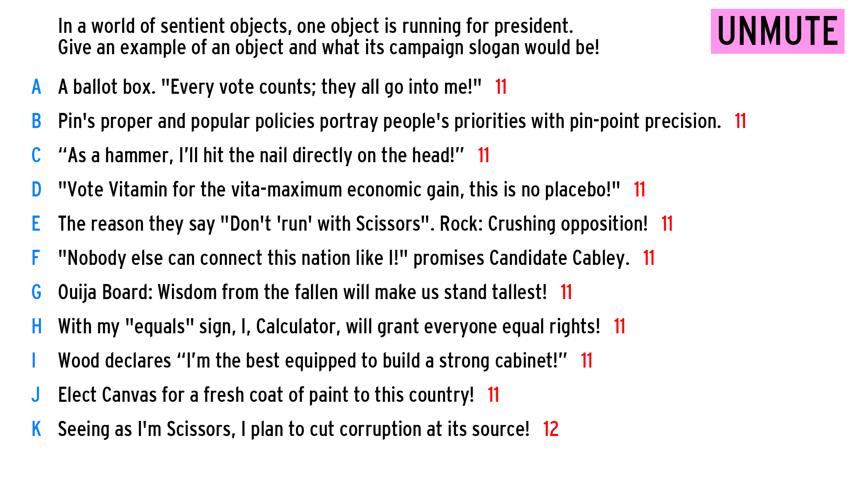 In a world of sentient objects, one object is running for president.
Give an example of an object and what its campaign slogan would be!
UNMUTE
A A ballot box. "Every vote counts; they all go into me!" 11
B Pin's proper and popular policies portray people's priorities with pin-point precision. 11
C “As a hammer, I’ll hit the nail directly on the head!” 11
D "Vote Vitamin for the vita-maximum economic gain, this is no placebo!" 11
E The reason they say "Don't 'run' with Scissors". Rock: Crushing opposition! 11
F "Nobody else can connect this nation like I!" promises Candidate Cabley. 11
G Ouija Board: Wisdom from the fallen will make us stand tallest! 11
H With my "equals" sign, I, Calculator, will grant everyone equal rights! 11
I Wood declares “I’m the best equipped to build a strong cabinet!” 11
J Elect Canvas for a fresh coat of paint to this country! 11
K Seeing as I'm Scissors, I plan to cut corruption at its source! 12